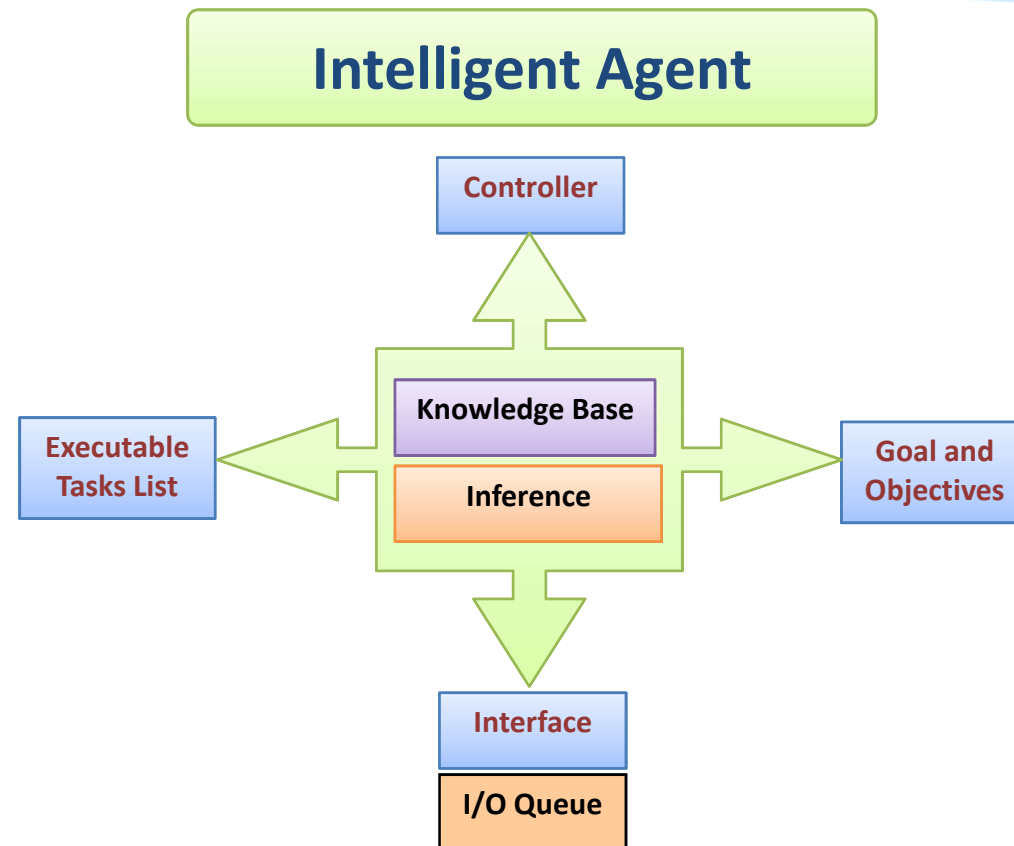 Intelligent Agent
Controller
Knowledge Base
Executable
Tasks List
Inference
Goal and
Objectives
Interface
I/O Queue